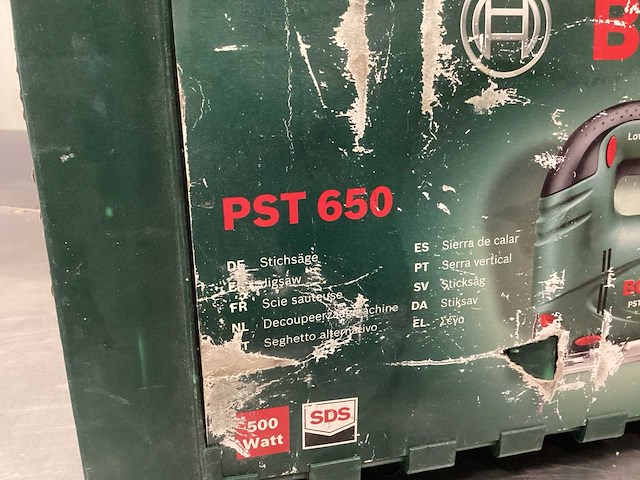 PST 650
DE Stichsäge
Jigsaw
FR Scie sauteuse
NL
Seghetto alternativo
ES Sierra de calar
PT Serra vertical
SV Sticksåg
DA Stiksav
EL
500
Watt
SDS